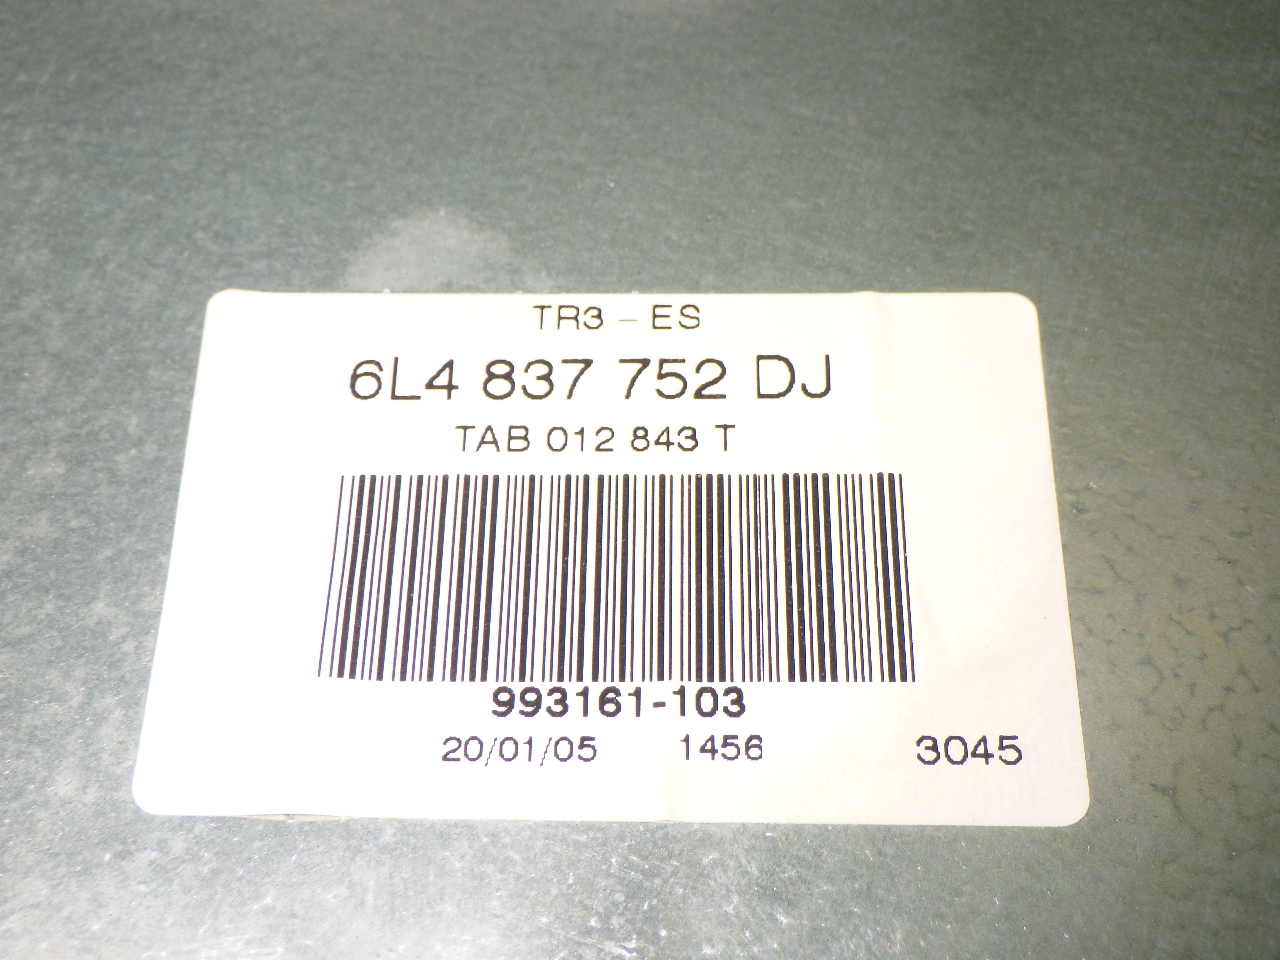 TR3 - ES
6L4 837 752 DJ
TAB 012 843 T
993161-103
20/01/05 1456 3045